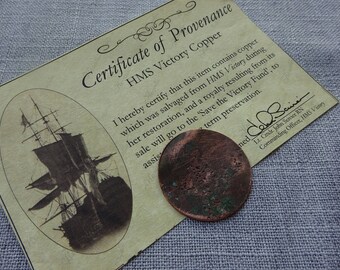 Certificate of Provenance
HMS Victory Copper
I hereby certify that this item contains copper
which was salvaged from HMS Victory during
her restoration, and a royalty resulting from its
sale will go to the 'Save the Victory Fund', to
assist term preservation.
Commanding Officer, HMS Victory